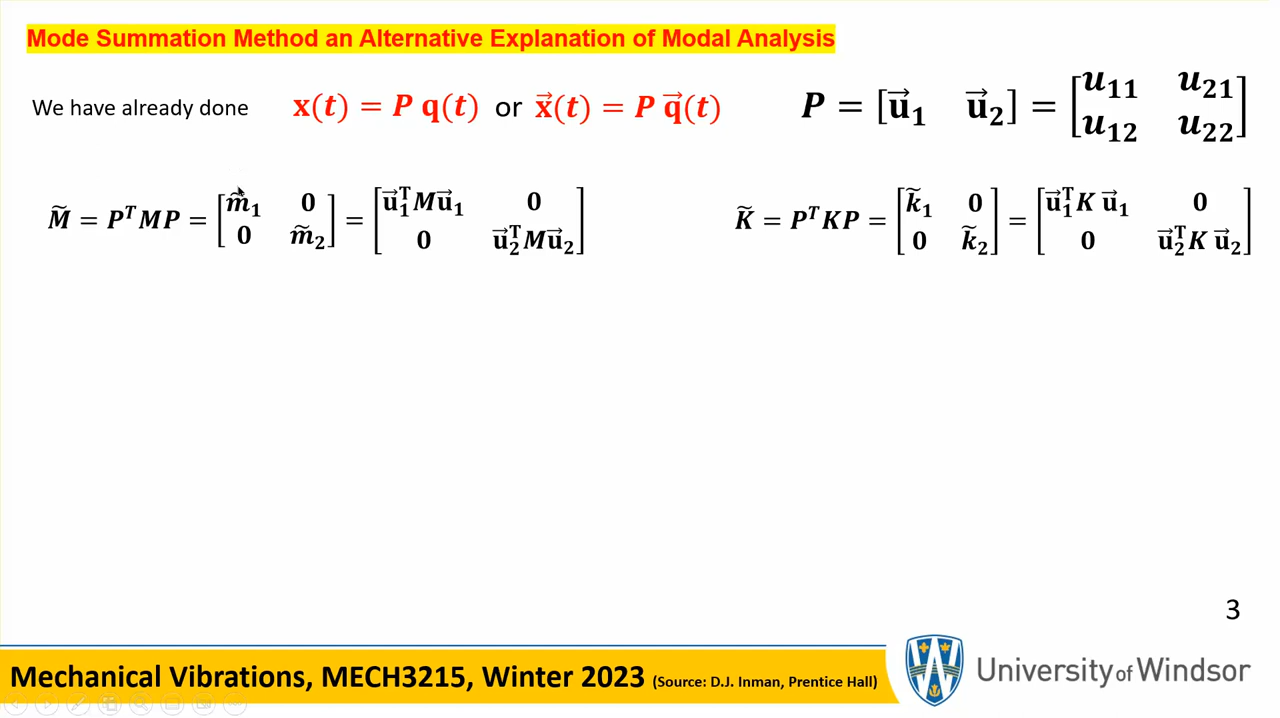 Mode Summation Method an Alternative Explanation of Modal Analysis
We have already done x(t) = P q(t) or x⃗(t) = P q⃗(t) P = [u⃗₁ u⃗₂] = [u₁₁ u₂₁; u₁₂ u₂₂]
M̃ = PᵀMP = [m̃₁ 0; 0 m̃₂] = [u⃗₁ᵀMu⃗₁ 0; 0 u⃗₂ᵀMu⃗₂] K̃ = PᵀKP = [k̃₁ 0; 0 k̃₂] = [u⃗₁ᵀK u⃗₁ 0; 0 u⃗₂ᵀK u⃗₂]
3
Mechanical Vibrations, MECH3215, Winter 2023 (Source: D.J. Inman, Prentice Hall)
University of Windsor